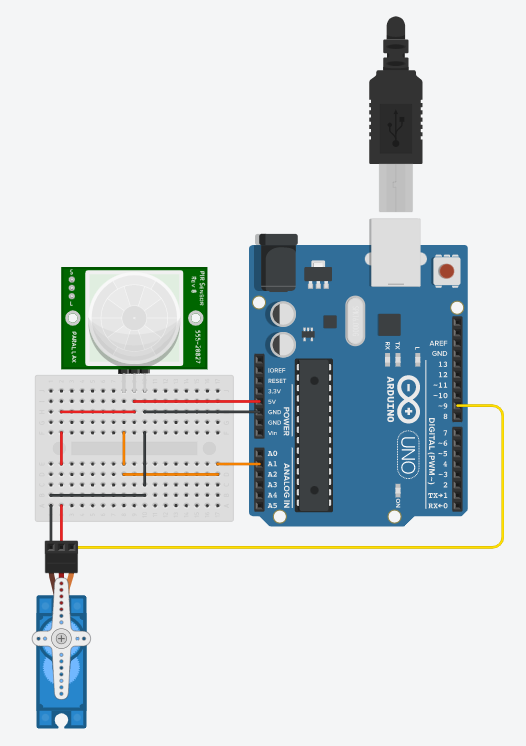 PIR Sensor
Rev B
555-28027
PARALLAX
S
L
IOREF
RESET
3.3V
5V
GND
GND
Vin
POWER
A0
A1
A2
A3
A4
A5
ANALOG IN
RX
TX
L
ARDUINO
UNO
ON
AREF
GND
13
12
~11
~10
~9
8
7
~6
~5
4
~3
2
TX→1
RX←0
DIGITAL (PWM~)